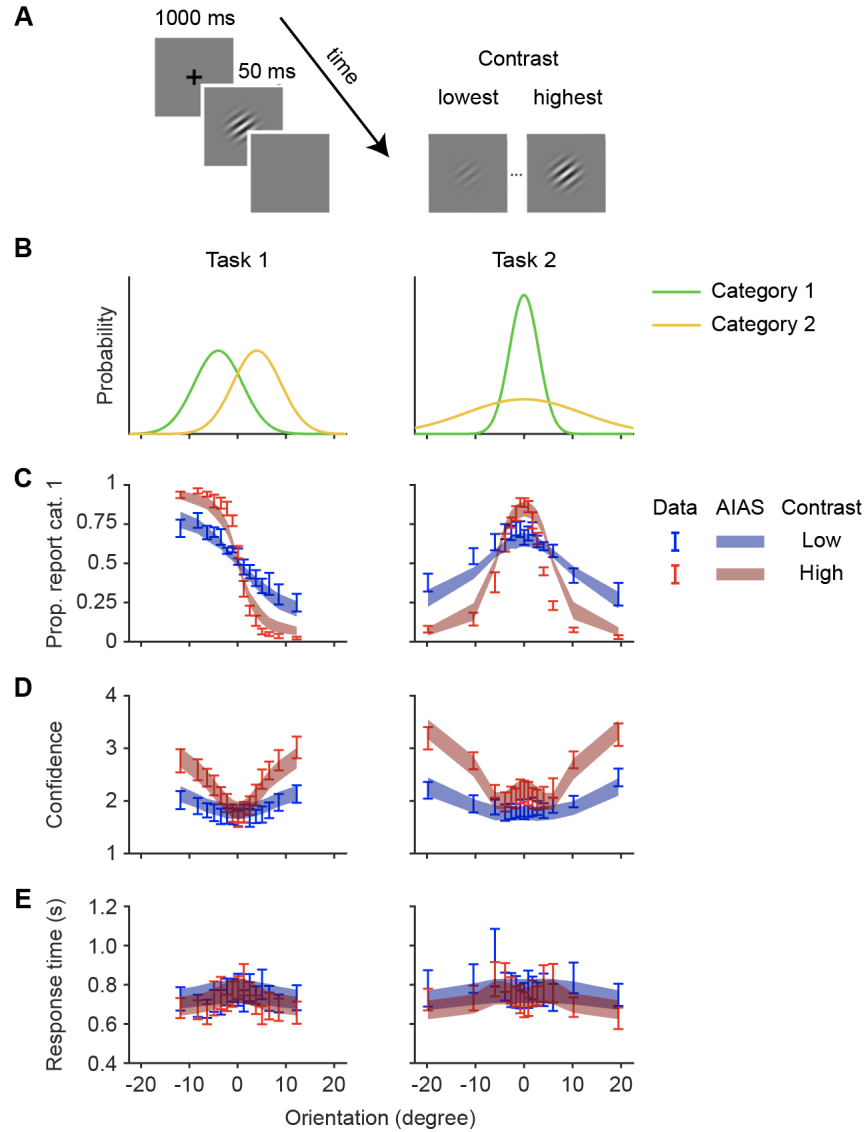 A
1000 ms
50 ms
time
Contrast
lowest highest
...
B
Task 1 Task 2
Probability
Category 1
Category 2
C
Prop. report cat. 1
1
0.75
0.5
0.25
0
Data AIAS Contrast
Low
High
D
Confidence
4
3
2
1
E
Response time (s)
1.2
1.0
0.8
0.6
0.4
-20 -10 0 10 20 -20 -10 0 10 20
Orientation (degree)